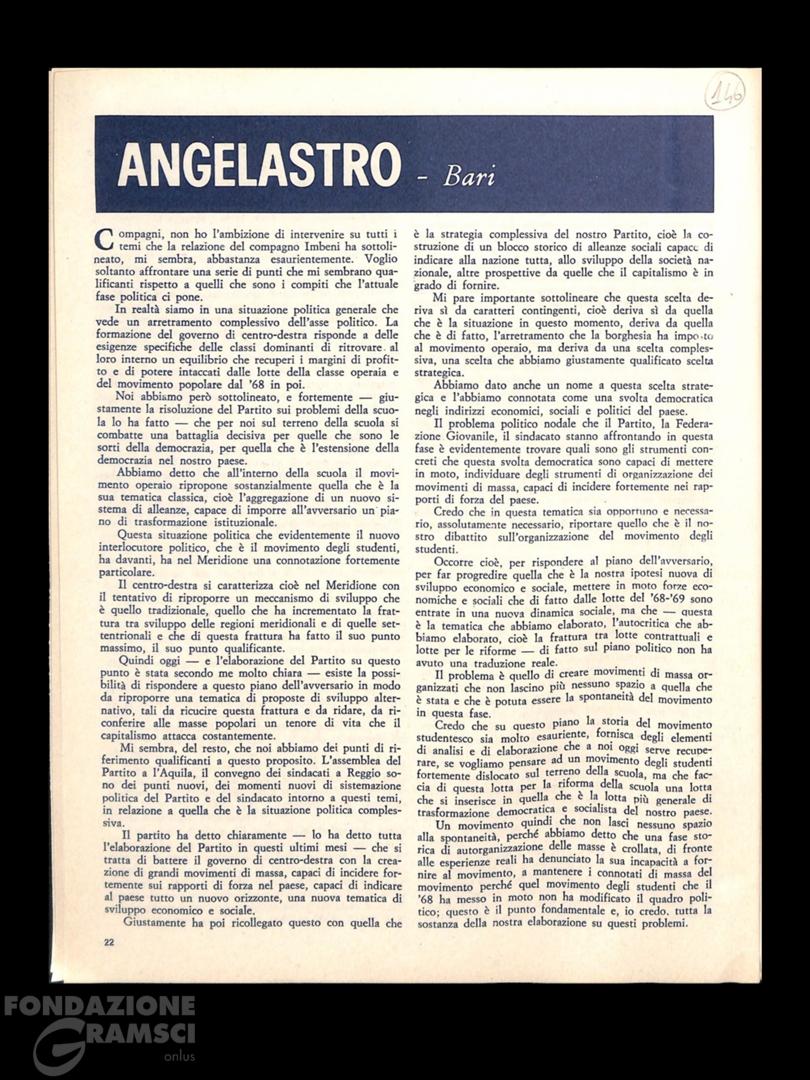 146
ANGELASTRO - Bari
Compagni, non ho l'ambizione di intervenire su tutti i
temi che la relazione del compagno Imbeni ha sottoli-
neato, mi sembra, abbastanza esaurientemente. Voglio
soltanto affrontare una serie di punti che mi sembrano qua-
lificanti rispetto a quelli che sono i compiti che l'attuale
fase politica ci pone.
In realtà siamo in una situazione politica generale che
vede un arretramento complessivo dell'asse politico. La
formazione del governo di centro-destra risponde a delle
esigenze specifiche delle classi dominanti di ritrovare al
loro interno un equilibrio che recuperi i margini di profit-
to e di potere intaccati dalle lotte della classe operaia e
del movimento popolare dal '68 in poi.
Noi abbiamo però sottolineato, e fortemente — giu-
stamente la risoluzione del Partito sui problemi della scuo-
la lo ha fatto — che per noi sul terreno della scuola si
combatte una battaglia decisiva per quelle che sono le
sorti della democrazia, per quella che è l'estensione della
democrazia nel nostro paese.
Abbiamo detto che all'interno della scuola il movi-
mento operaio ripropone sostanzialmente quella che è la
sua tematica classica, cioè l'aggregazione di un nuovo si-
stema di alleanze, capace di imporre all'avversario un pia-
no di trasformazione istituzionale.
Questa situazione politica che evidentemente il nuovo
interlocutore politico, che è il movimento degli studenti,
ha davanti, ha nel Meridione una connotazione fortemente
particolare.
Il centro-destra si caratterizza cioè nel Meridione con
il tentativo di riproporre un meccanismo di sviluppo che
è quello tradizionale, quello che ha incrementato la frat-
tura tra sviluppo delle regioni meridionali e di quelle set-
tentrionali e che di questa frattura ha fatto il suo punto
massimo, il suo punto qualificante.
Quindi oggi — e l'elaborazione del Partito su questo
punto è stata secondo me molto chiara — esiste la possi-
bilità di rispondere a questo piano dell'avversario in modo
da riproporre una tematica di proposte di sviluppo alter-
nativo, tali da ricucire questa frattura e da ridare, da ri-
conferire alle masse popolari un tenore di vita che il
capitalismo attacca costantemente.
Mi sembra, del resto, che noi abbiamo dei punti di ri-
ferimento qualificanti a questo proposito. L'assemblea del
Partito a l'Aquila, il convegno dei sindacati a Reggio so-
no dei punti nuovi, dei momenti nuovi di sistemazione
politica del Partito e del sindacato intorno a questi temi,
in relazione a quella che è la situazione politica comples-
siva.
Il partito ha detto chiaramente — lo ha detto tutta
l'elaborazione del Partito in questi ultimi mesi — che si
tratta di battere il governo di centro-destra con la crea-
zione di grandi movimenti di massa, capaci di incidere for-
temente sui rapporti di forza nel paese, capaci di indicare
al paese tutto un nuovo orizzonte, una nuova tematica di
sviluppo economico e sociale.
Giustamente ha poi ricollegato questo con quella che
22
è la strategia complessiva del nostro Partito, cioè la co-
struzione di un blocco storico di alleanze sociali capace di
indicare alla nazione tutta, allo sviluppo della società na-
zionale, altre prospettive da quelle che il capitalismo è in
grado di fornire.
Mi pare importante sottolineare che questa scelta de-
riva sì da caratteri contingenti, cioè deriva sì da quella
che è la situazione in questo momento, deriva da quella
che è di fatto, l'arretramento che la borghesia ha imposto
al movimento operaio, ma deriva da una scelta comples-
siva, una scelta che abbiamo giustamente qualificato scelta
strategica.
Abbiamo dato anche un nome a questa scelta strate-
gica e l'abbiamo connotata come una svolta democratica
negli indirizzi economici, sociali e politici del paese.
Il problema politico nodale che il Partito, la Federa-
zione Giovanile, il sindacato stanno affrontando in questa
fase è evidentemente trovare quali sono gli strumenti con-
creti che questa svolta democratica sono capaci di mettere
in moto, individuare degli strumenti di organizzazione dei
movimenti di massa, capaci di incidere fortemente nei rap-
porti di forza del paese.
Credo che in questa tematica sia opportuno e necessa-
rio, assolutamente necessario, riportare quello che è il no-
stro dibattito sull'organizzazione del movimento degli
studenti.
Occorre cioè, per rispondere al piano dell'avversario,
per far progredire quella che è la nostra ipotesi nuova di
sviluppo economico e sociale, mettere in moto forze eco-
nomiche e sociali che di fatto dalle lotte del '68-'69 sono
entrate in una nuova dinamica sociale, ma che — questa
è la tematica che abbiamo elaborato, l'autocritica che ab-
biamo elaborato, cioè la frattura tra lotte contrattuali e
lotte per le riforme — di fatto sul piano politico non ha
avuto una traduzione reale.
Il problema è quello di creare movimenti di massa or-
ganizzati che non lascino più nessuno spazio a quella che
è stata e che è potuta essere la spontaneità del movimento
in questa fase.
Credo che su questo piano la storia del movimento
studentesco sia molto esauriente, fornisca degli elementi
di analisi e di elaborazione che a noi oggi serve recupe-
rare, se vogliamo pensare ad un movimento degli studenti
fortemente dislocato sul terreno della scuola, ma che fac-
cia di questa lotta per la riforma della scuola una lotta
che si inserisce in quella che è la lotta più generale di
trasformazione democratica e socialista del nostro paese.
Un movimento quindi che non lasci nessuno spazio
alla spontaneità, perché abbiamo detto che una fase sto-
rica di autorganizzazione delle masse è crollata, di fronte
alle esperienze reali ha denunciato la sua incapacità a for-
nire al movimento, a mantenere i connotati di massa del
movimento perché quel movimento degli studenti che il
'68 ha messo in moto non ha modificato il quadro poli-
tico; questo è il punto fondamentale e, io credo, tutta la
sostanza della nostra elaborazione su questi problemi.
FONDAZIONE
GRAMSCI
onlus